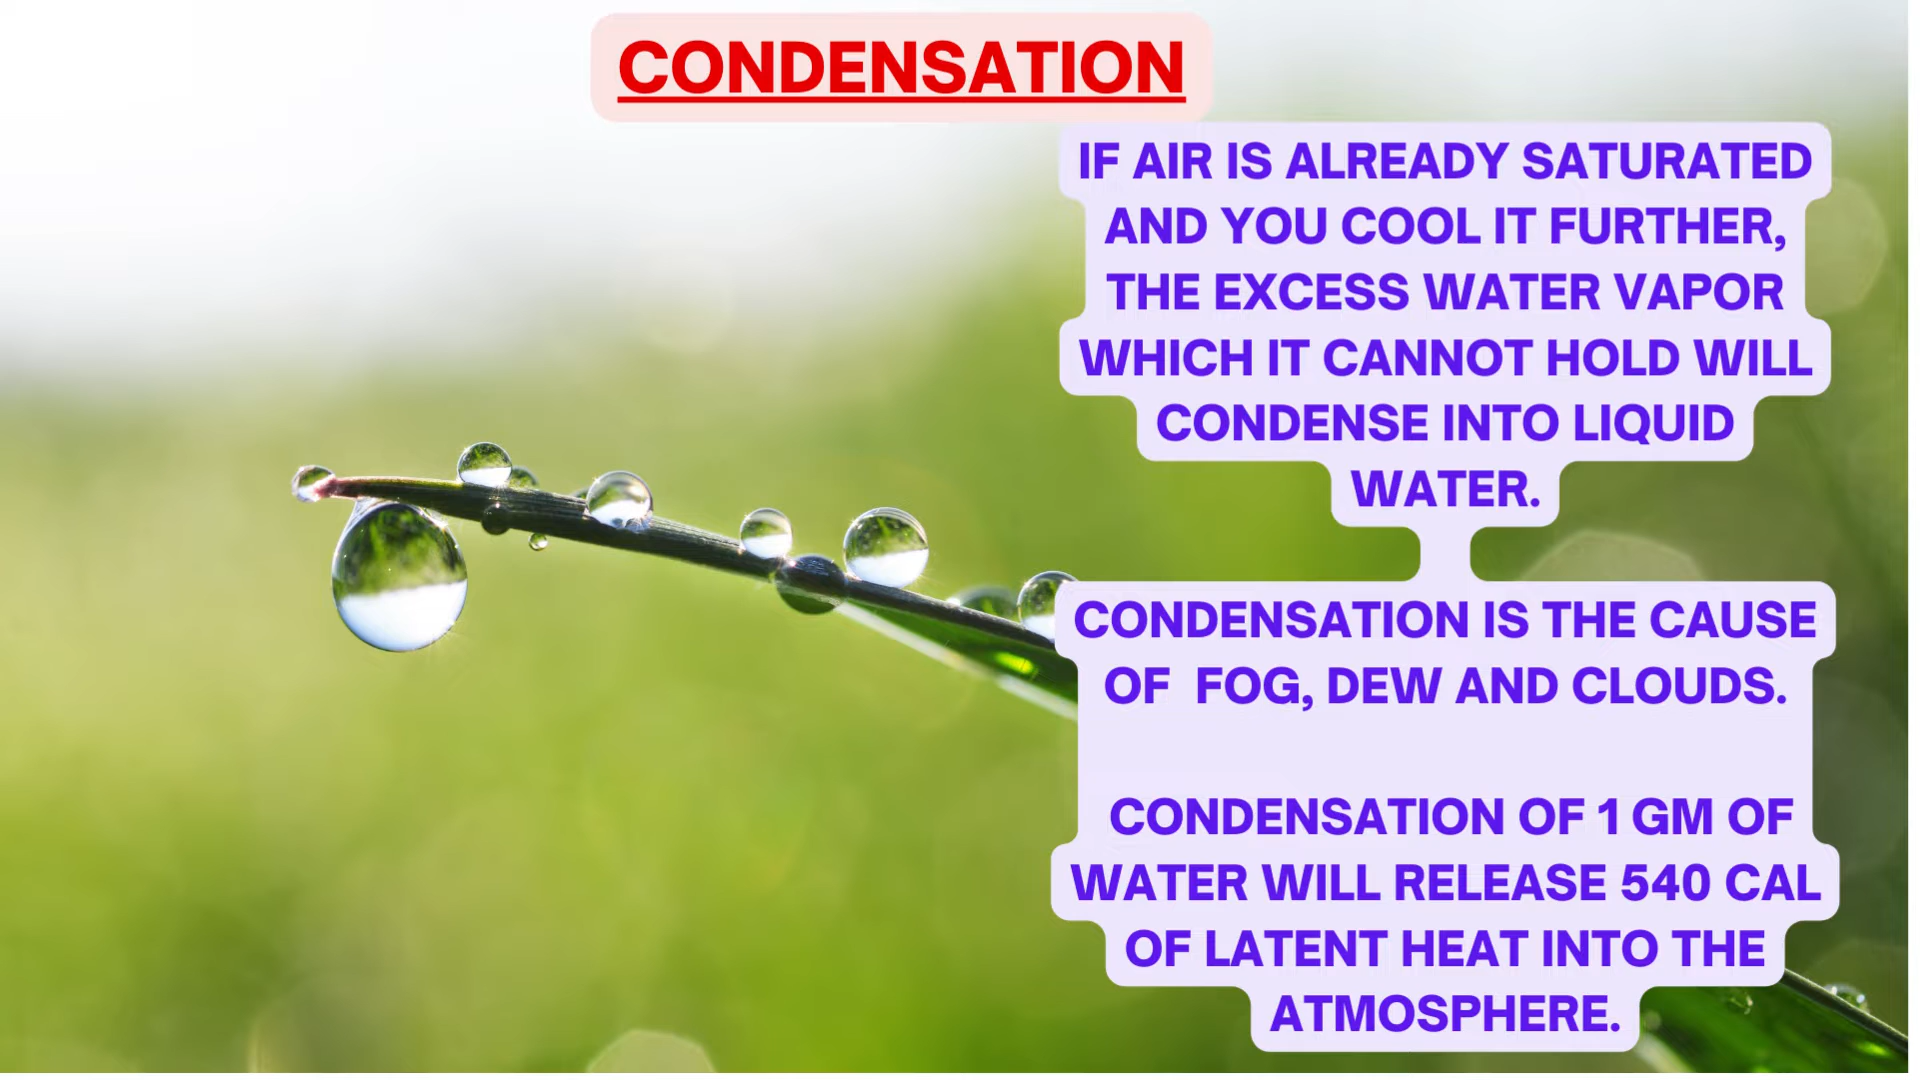 CONDENSATION
IF AIR IS ALREADY SATURATED
AND YOU COOL IT FURTHER,
THE EXCESS WATER VAPOR
WHICH IT CANNOT HOLD WILL
CONDENSE INTO LIQUID
WATER.
CONDENSATION IS THE CAUSE
OF  FOG, DEW AND CLOUDS.
CONDENSATION OF 1 GM OF
WATER WILL RELEASE 540 CAL
OF LATENT HEAT INTO THE
ATMOSPHERE.